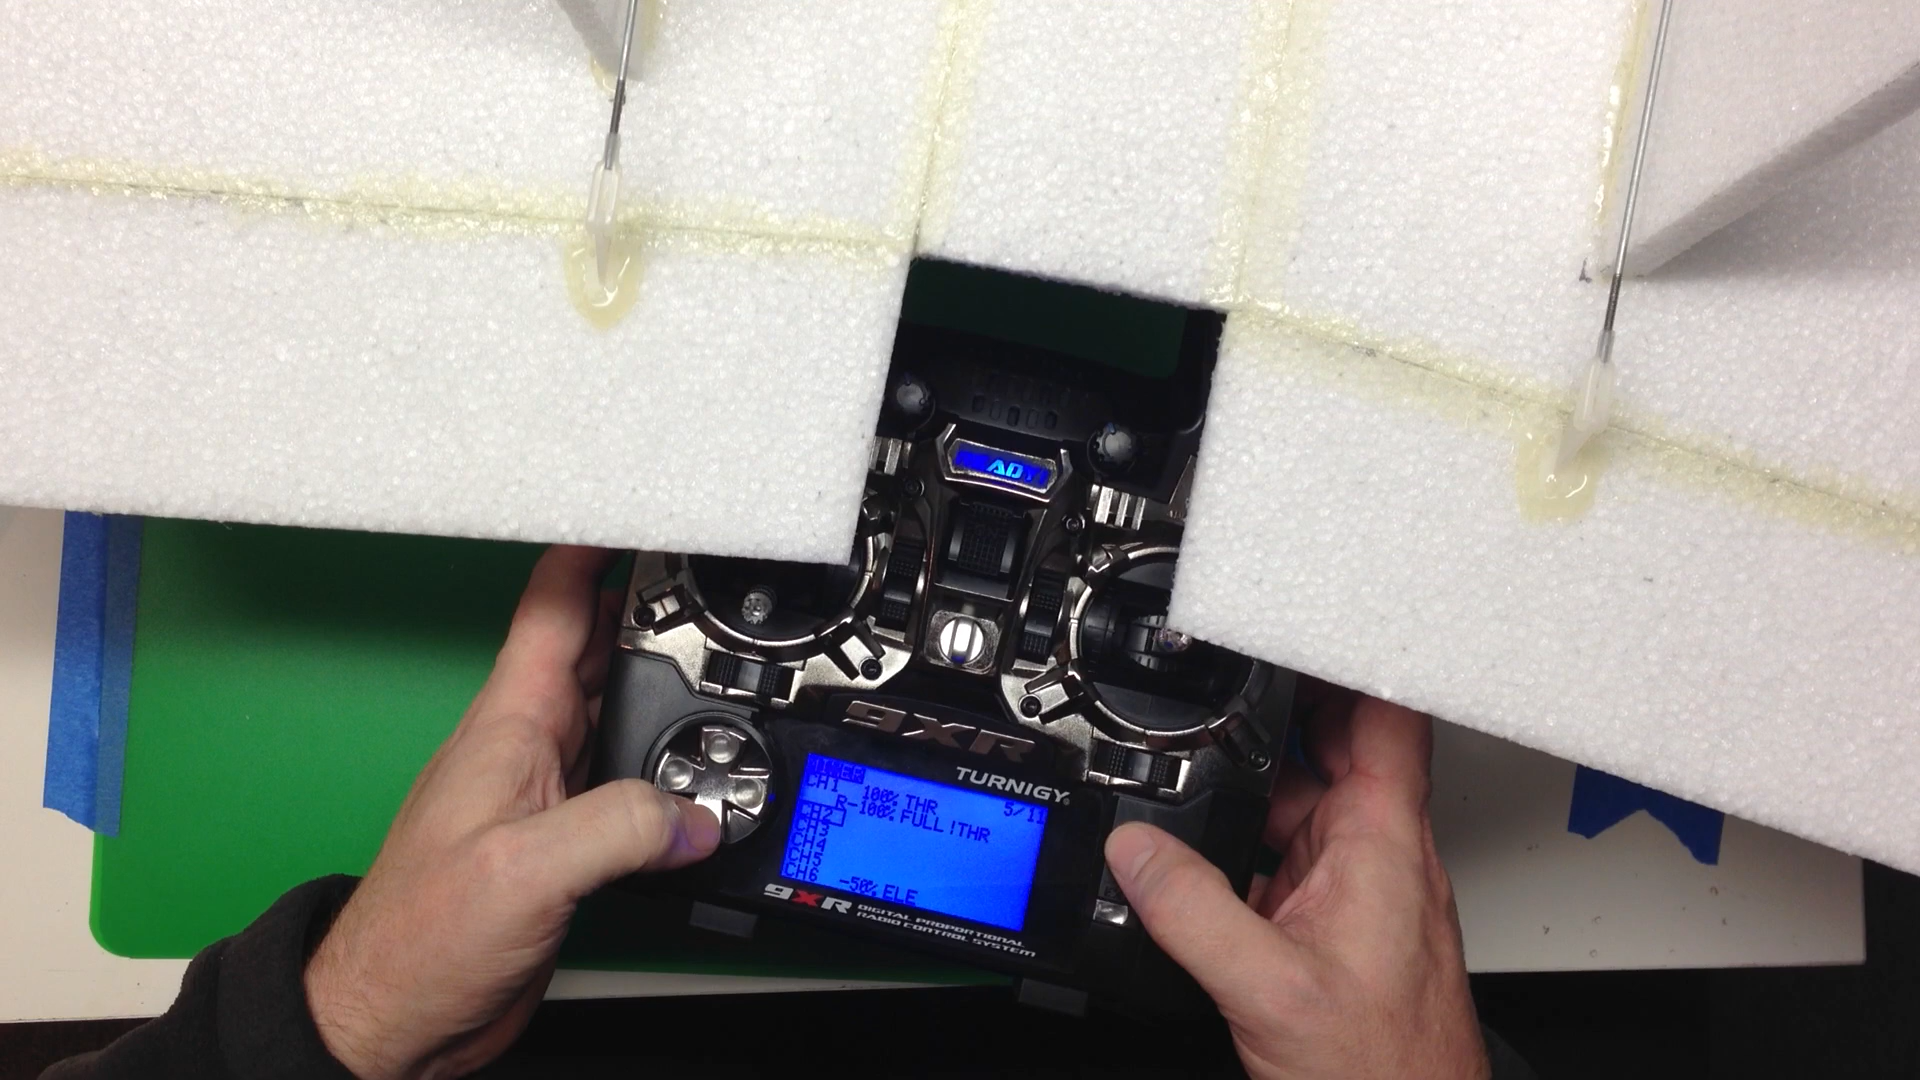 AD
9XR
TURNIGY
MIXER 5/11
CH1 100% THR
R -100% FULL !THR
CH2
CH3
CH4
CH5
CH6 -50% ELE
9XR DIGITAL PROPORTIONAL
RADIO CONTROL SYSTEM